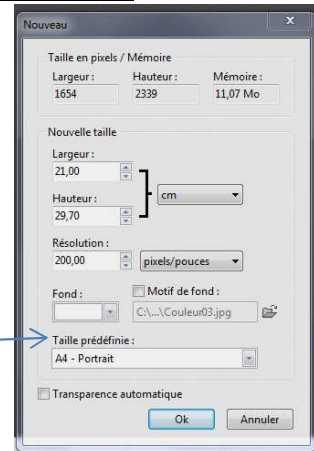 Nouveau
x
Taille en pixels / Mémoire
Largeur : Hauteur : Mémoire :
1654 2339 11,07 Mo
Nouvelle taille
Largeur :
21,00
cm
Hauteur :
29,70
Résolution :
200,00 pixels/pouces
Fond : Motif de fond :
C:\...\Couleur03.jpg
Taille prédéfinie :
A4 - Portrait
Transparence automatique
Ok Annuler